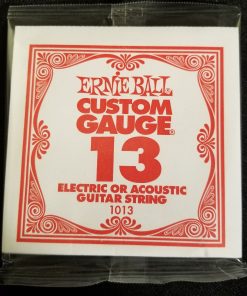 ERNIE BALL
CUSTOM
GAUGE®
13
ELECTRIC OR ACOUSTIC
GUITAR STRING
1013